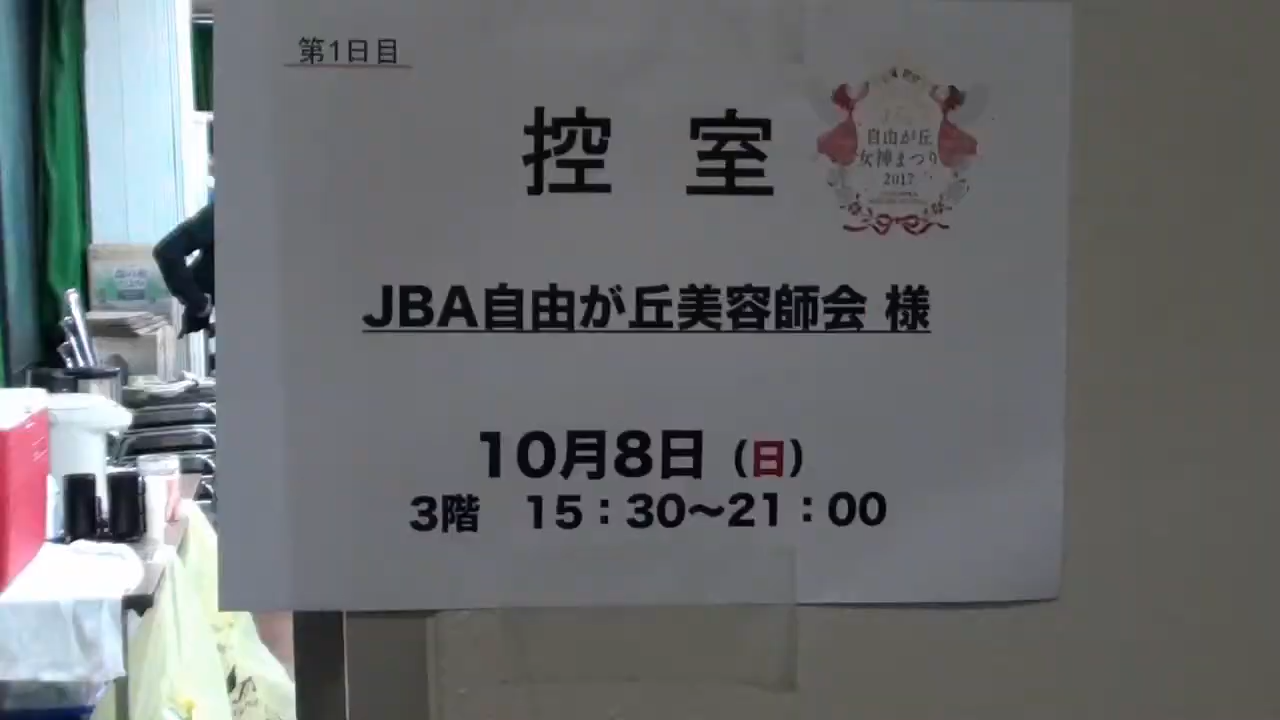 第1日目
控 室
自由が丘
女神まつり
2017
JBA自由が丘美容師会 様
10月8日（日）
3階　15：30〜21：00